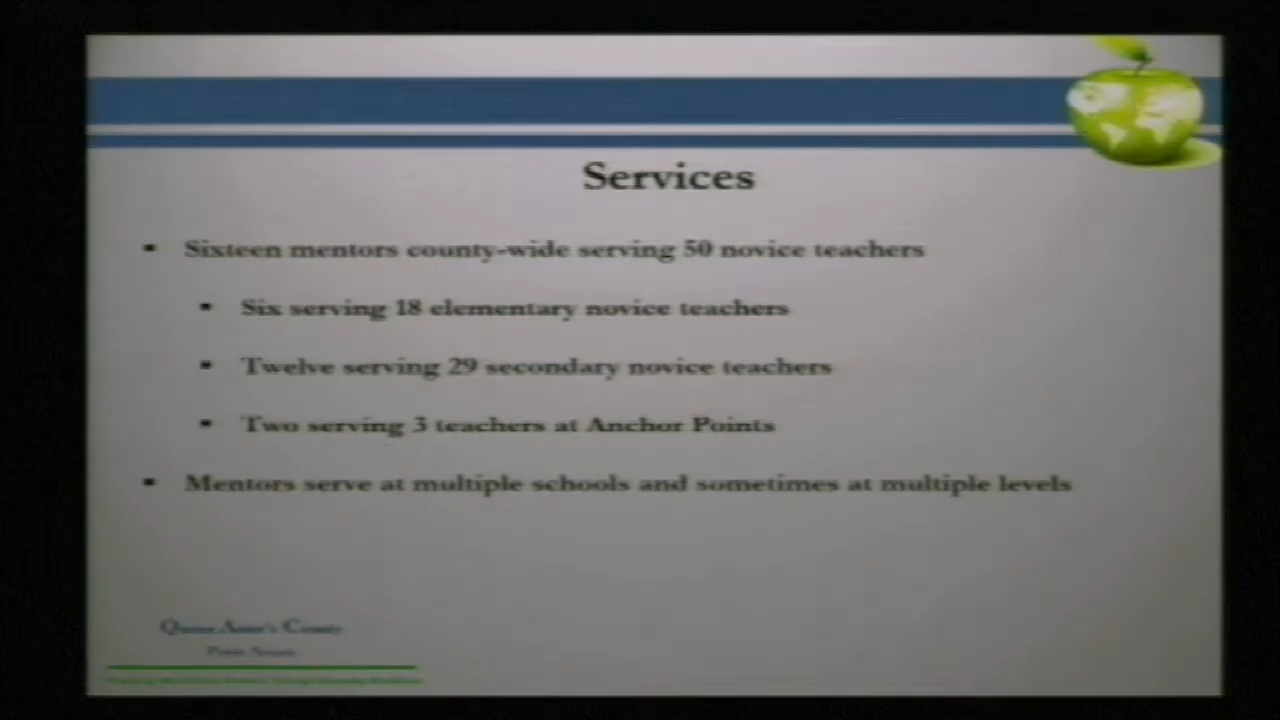 Services
▪ Sixteen mentors county-wide serving 50 novice teachers
▪ Six serving 18 elementary novice teachers
▪ Twelve serving 29 secondary novice teachers
▪ Two serving 3 teachers at Anchor Points
▪ Mentors serve at multiple schools and sometimes at multiple levels
Queen Anne's County